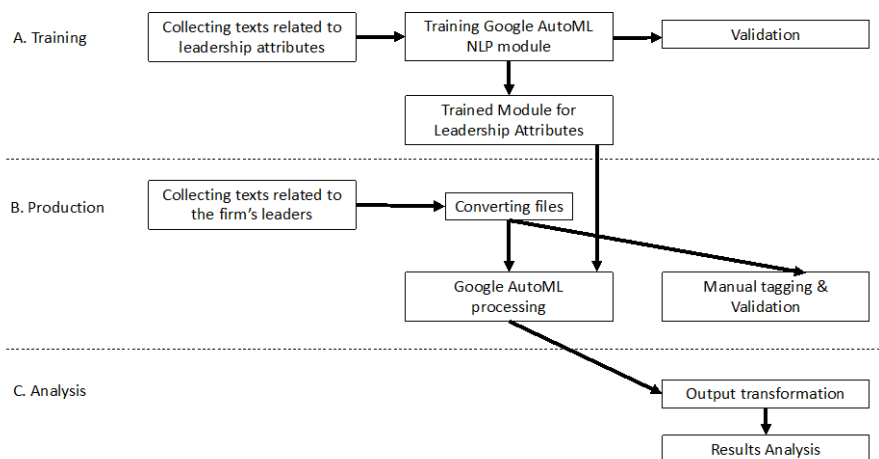 A. Training
Collecting texts related to
leadership attributes
Training Google AutoML
NLP module
Validation
Trained Module for
Leadership Attributes
B. Production
Collecting texts related to
the firm's leaders
Converting files
Google AutoML
processing
Manual tagging &
Validation
C. Analysis
Output transformation
Results Analysis